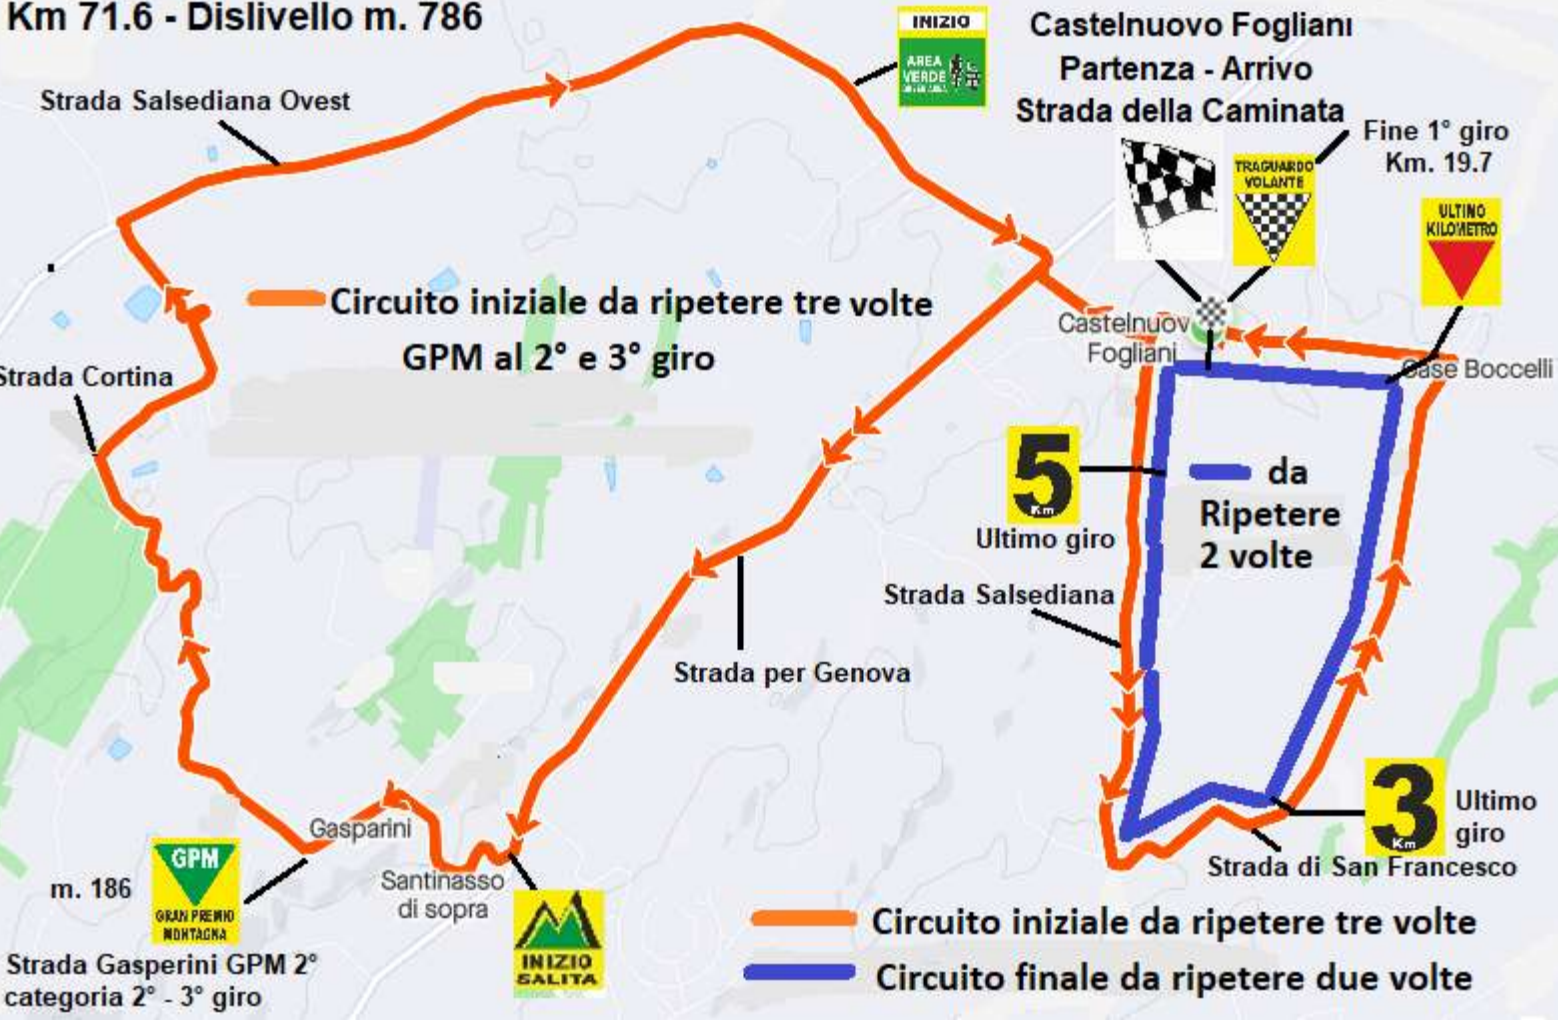 Km 71.6 - Dislivello m. 786
INIZIO
AREA
VERDE
Castelnuovo Fogliani
Partenza - Arrivo
Strada della Caminata
Strada Salsediana Ovest
Fine 1° giro
Km. 19.7
TRAGUARDO
VOLANTE
ULTIMO
KILOMETRO
Circuito iniziale da ripetere tre volte
GPM al 2° e 3° giro
Castelnuov
Fogliani
Case Boccelli
Strada Cortina
5
Km
Ultimo giro
da
Ripetere
2 volte
Strada Salsediana
Strada per Genova
3
Km
Ultimo
giro
Strada di San Francesco
Gasparini
Santinasso
di sopra
m. 186
GPM
GRAN PREMIO
MONTAGNA
INIZIO
SALITA
Strada Gasperini GPM 2°
categoria 2° - 3° giro
Circuito iniziale da ripetere tre volte
Circuito finale da ripetere due volte